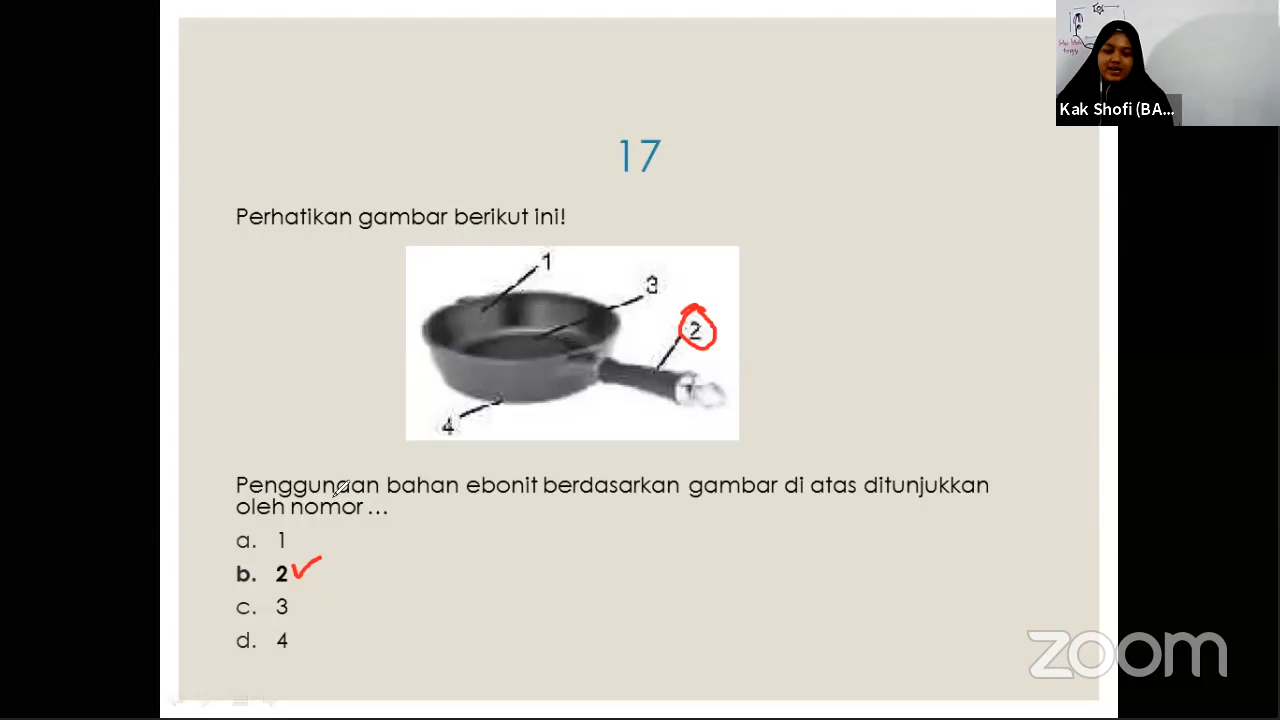 Kak Shofi (BA...
17
Perhatikan gambar berikut ini!
1
3
2
4
Penggunaan bahan ebonit berdasarkan gambar di atas ditunjukkan
oleh nomor ...
a. 1
b. 2
c. 3
d. 4
zoom